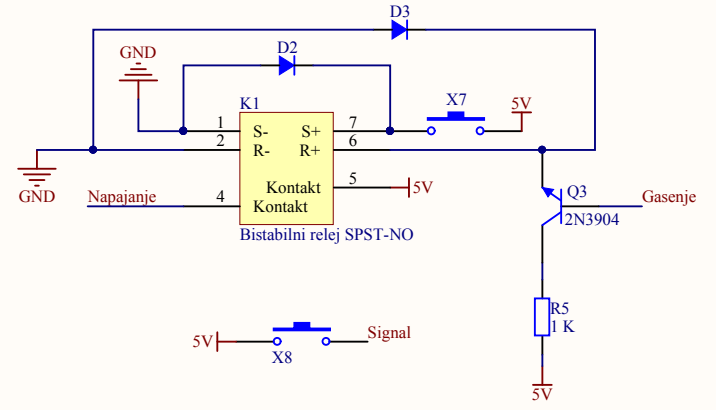 D3
GND
D2
K1
X7
5V
1
S-
S+
7
2
R-
R+
6
GND
Kontakt
5
5V
Napajanje
4
Kontakt
Q3
2N3904
Gasenje
Bistabilni relej SPST-NO
R5
1 K
5V
X8
Signal
5V